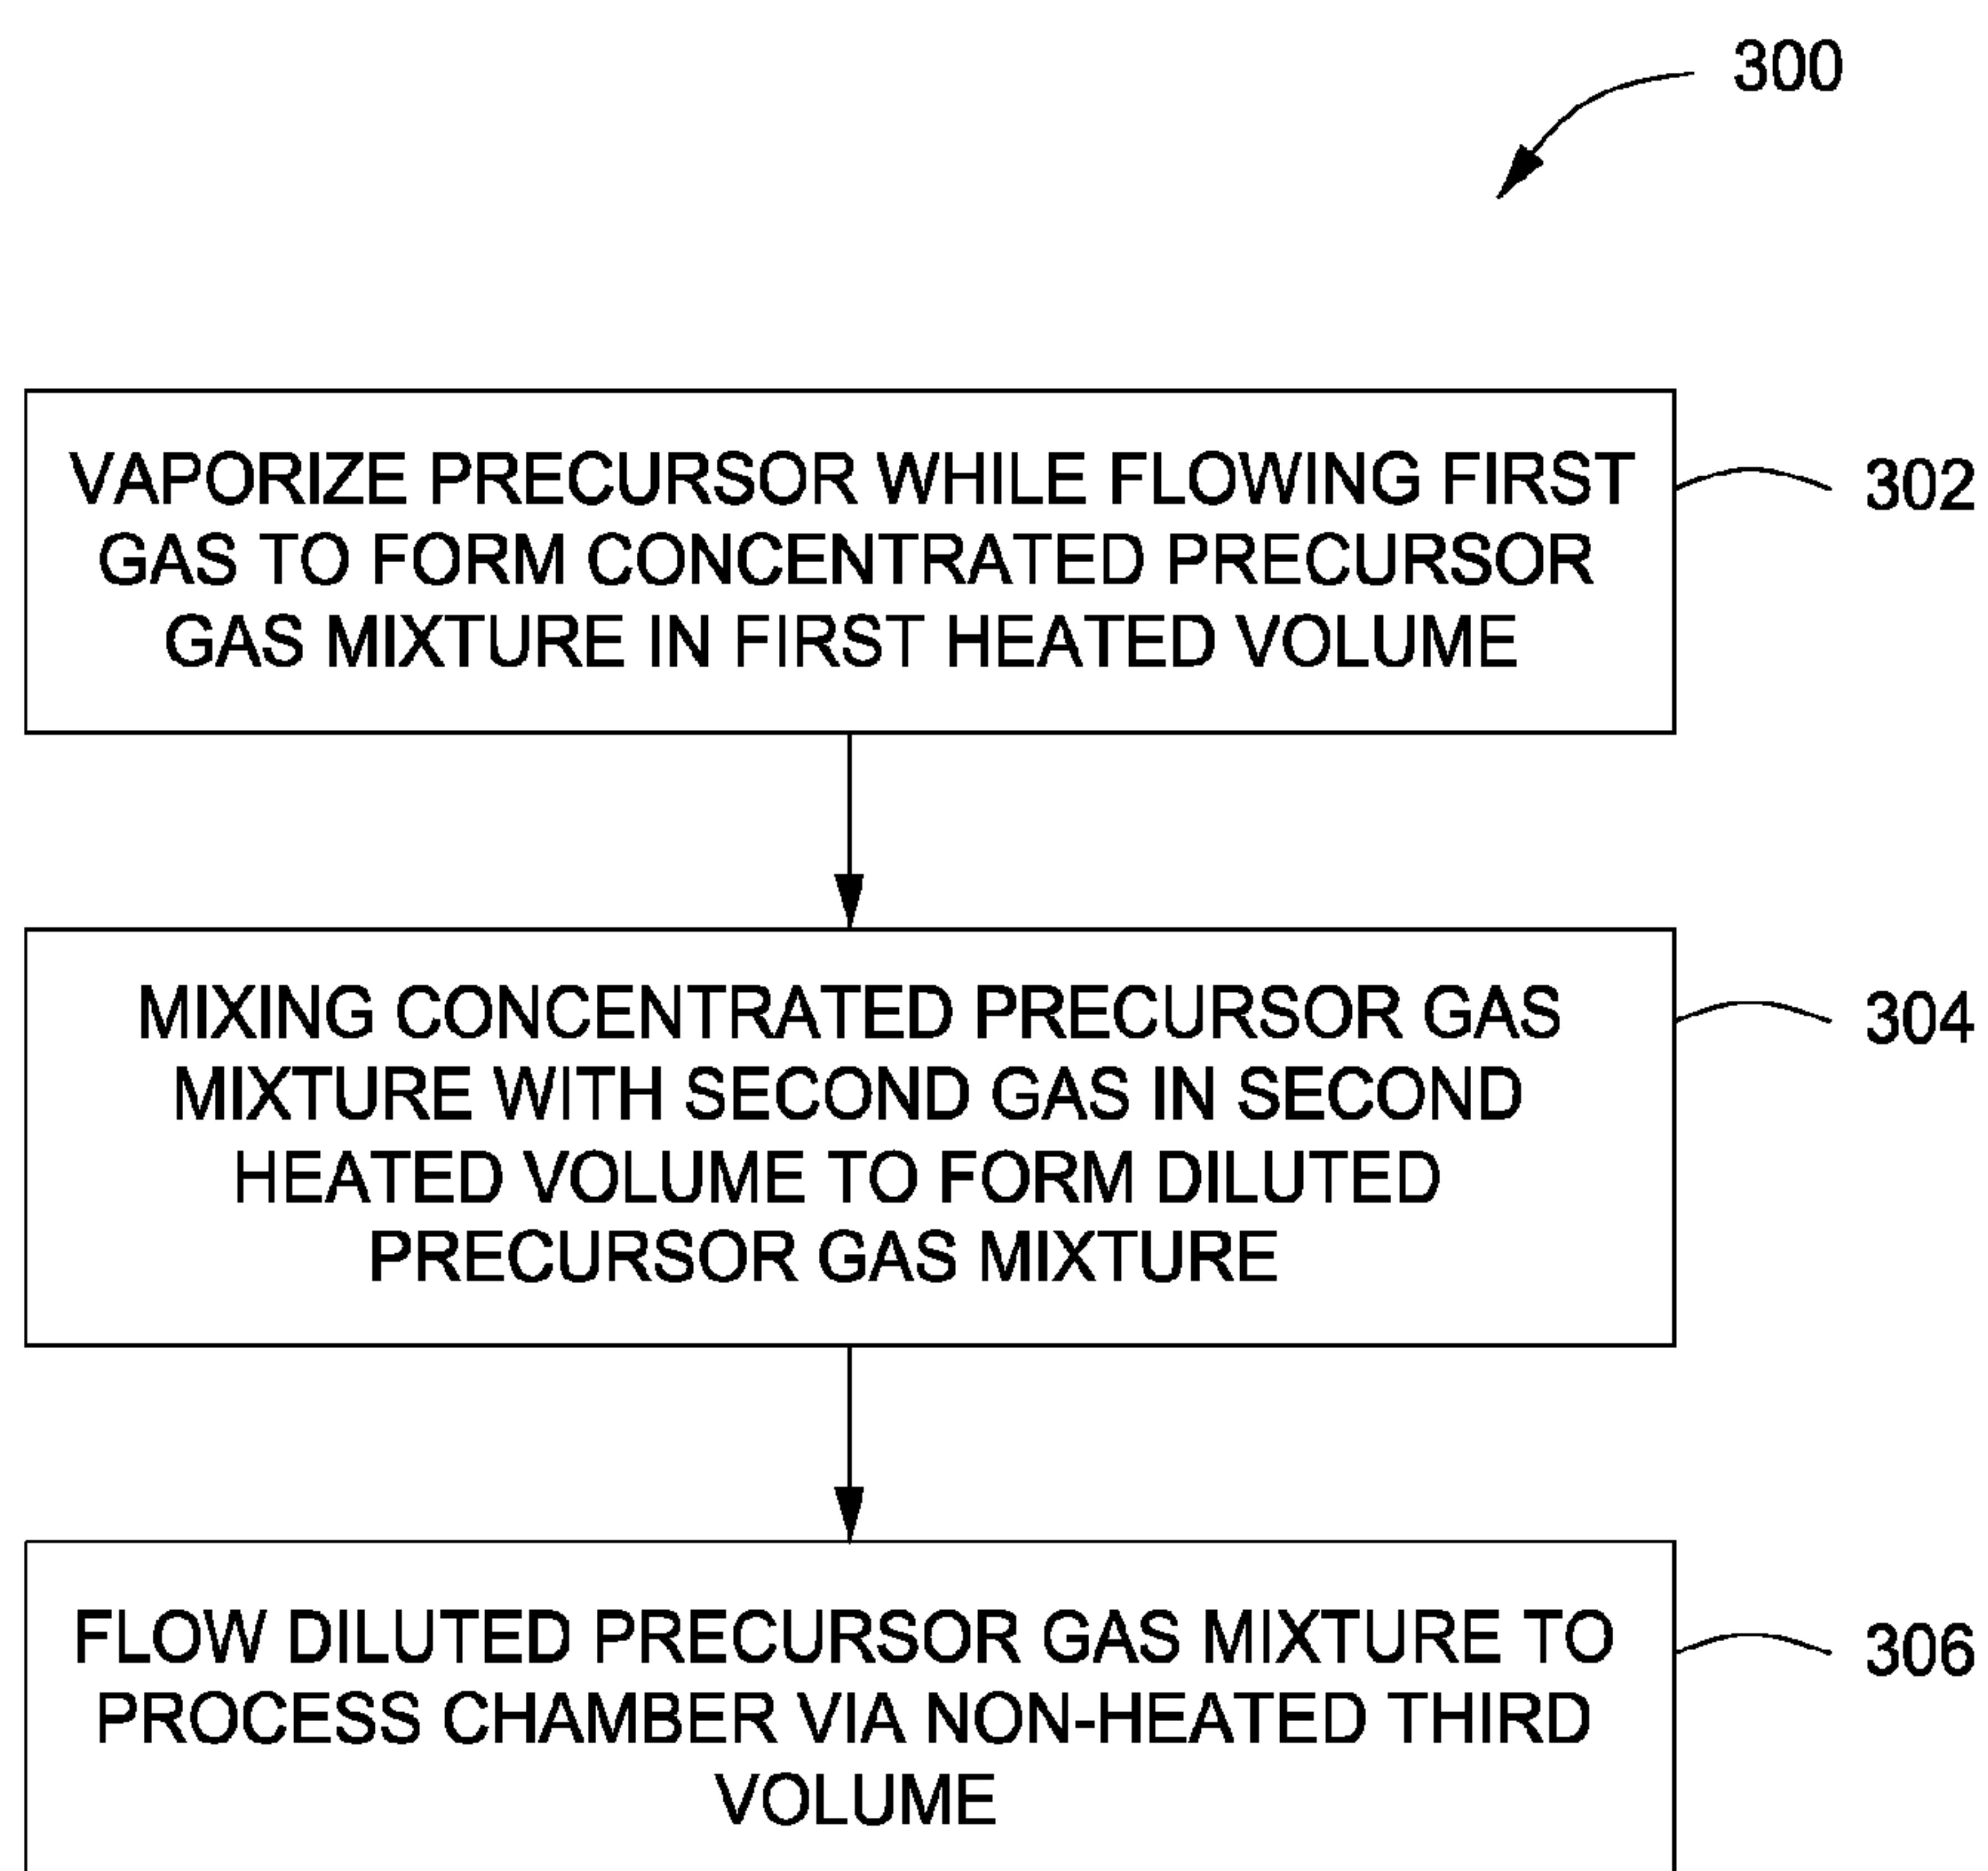 300
VAPORIZE PRECURSOR WHILE FLOWING FIRST
GAS TO FORM CONCENTRATED PRECURSOR
GAS MIXTURE IN FIRST HEATED VOLUME
302
MIXING CONCENTRATED PRECURSOR GAS
MIXTURE WITH SECOND GAS IN SECOND
HEATED VOLUME TO FORM DILUTED
PRECURSOR GAS MIXTURE
304
FLOW DILUTED PRECURSOR GAS MIXTURE TO
PROCESS CHAMBER VIA NON-HEATED THIRD
VOLUME
306